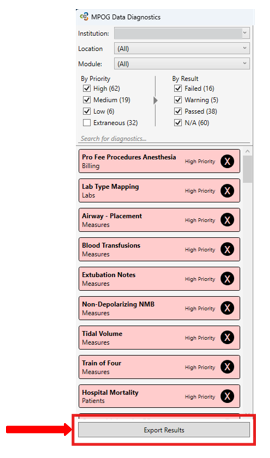 MPOG Data Diagnostics
Institution:
Location (All)
Module: (All)
By Priority By Result
High (62) Failed (16)
Medium (19) Warning (5)
Low (6) Passed (38)
Extraneous (32) N/A (60)
Search for diagnostics...
Pro Fee Procedures Anesthesia
Billing
High Priority X
Lab Type Mapping
Labs
High Priority X
Airway - Placement
Measures
High Priority X
Blood Transfusions
Measures
High Priority X
Extubation Notes
Measures
High Priority X
Non-Depolarizing NMB
Measures
High Priority X
Tidal Volume
Measures
High Priority X
Train of Four
Measures
High Priority X
Hospital Mortality
Patients
High Priority X
Export Results